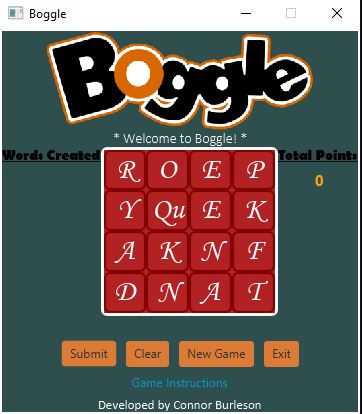 Boggle
Boggle
* Welcome to Boggle! *
Words Created
Total Points
R O E P
0
Y Qu E K
A K N F
D N A T
Submit Clear New Game Exit
Game Instructions
Developed by Connor Burleson